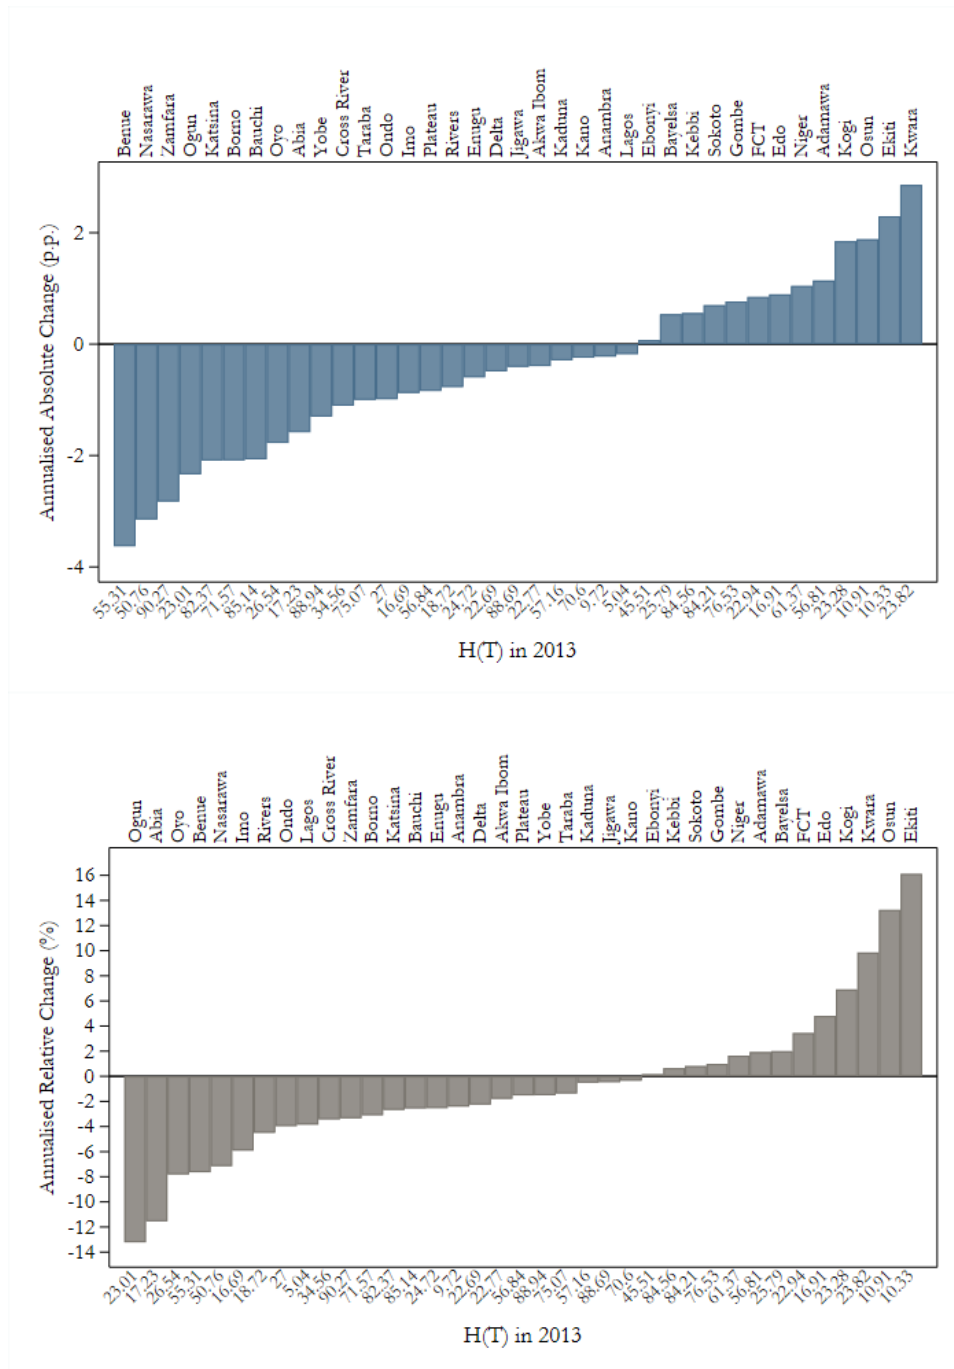 Benue Nasarawa Zamfara Ogun Katsina Borno Bauchi Oyo Abia Yobe Cross River Taraba Ondo Imo Plateau Rivers Enugu Delta Jigawa Akwa Ibom Kaduna Kano Anambra Lagos Ebonyi Bayelsa Kebbi Sokoto Gombe FCT Edo Niger Adamawa Kogi Osun Ekiti Kwara
Annualised Absolute Change (p.p.)
2
0
-2
-4
55.31 50.76 90.27 23.01 82.37 71.57 85.14 26.54 17.23 88.94 34.56 75.07 27 16.69 56.84 18.72 24.72 22.69 88.69 22.77 57.16 70.6 9.72 5.04 45.51 25.79 84.56 84.21 76.53 22.94 16.91 61.37 56.81 23.28 10.91 10.33 23.82
H(T) in 2013
Ogun Abia Oyo Benue Nasarawa Imo Rivers Ondo Lagos Cross River Zamfara Borno Katsina Bauchi Enugu Anambra Delta Akwa Ibom Plateau Yobe Taraba Kaduna Jigawa Kano Ebonyi Kebbi Sokoto Gombe Niger Adamawa Bayelsa FCT Edo Kogi Kwara Osun Ekiti
Annualised Relative Change (%)
16
14
12
10
8
6
4
2
0
-2
-4
-6
-8
-10
-12
-14
23.01 17.23 26.54 55.31 50.76 16.69 18.72 27 5.04 34.56 90.27 71.57 82.37 85.14 24.72 9.72 22.69 22.77 56.84 88.94 75.07 57.16 88.69 70.6 45.51 84.56 84.21 76.53 61.37 56.81 25.79 22.94 16.91 23.28 23.82 10.91 10.33
H(T) in 2013